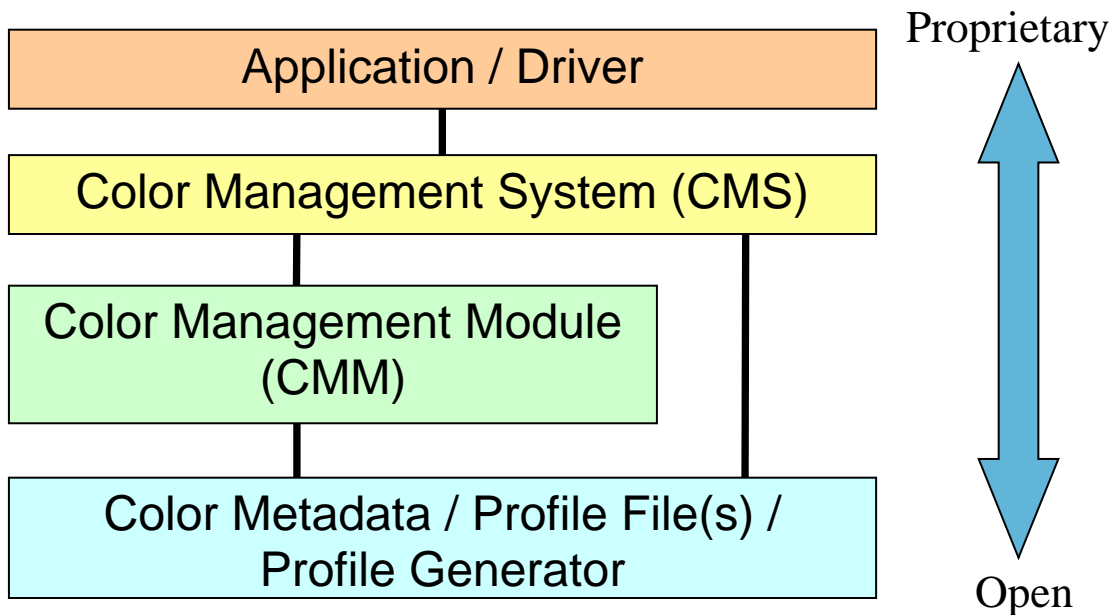 Proprietary
Application / Driver
Color Management System (CMS)
Color Management Module
(CMM)
Color Metadata / Profile File(s) /
Profile Generator
Open